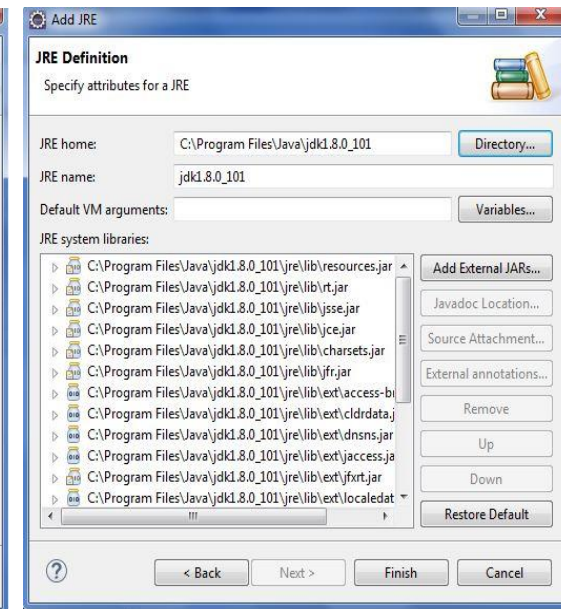 Add JRE
JRE Definition
Specify attributes for a JRE
JRE home: C:\Program Files\Java\jdk1.8.0_101 Directory...
JRE name: jdk1.8.0_101
Default VM arguments: Variables...
JRE system libraries:
C:\Program Files\Java\jdk1.8.0_101\jre\lib\resources.jar Add External JARs...
C:\Program Files\Java\jdk1.8.0_101\jre\lib\rt.jar
C:\Program Files\Java\jdk1.8.0_101\jre\lib\jsse.jar Javadoc Location...
C:\Program Files\Java\jdk1.8.0_101\jre\lib\jce.jar
C:\Program Files\Java\jdk1.8.0_101\jre\lib\charsets.jar Source Attachment...
C:\Program Files\Java\jdk1.8.0_101\jre\lib\jfr.jar External annotations...
C:\Program Files\Java\jdk1.8.0_101\jre\lib\ext\access-br
C:\Program Files\Java\jdk1.8.0_101\jre\lib\ext\cldrdata.j Remove
C:\Program Files\Java\jdk1.8.0_101\jre\lib\ext\dnsns.jar
C:\Program Files\Java\jdk1.8.0_101\jre\lib\ext\jaccess.ja Up
C:\Program Files\Java\jdk1.8.0_101\jre\lib\ext\jfxrt.jar Down
C:\Program Files\Java\jdk1.8.0_101\jre\lib\ext\localedat
Restore Default
? < Back Next > Finish Cancel